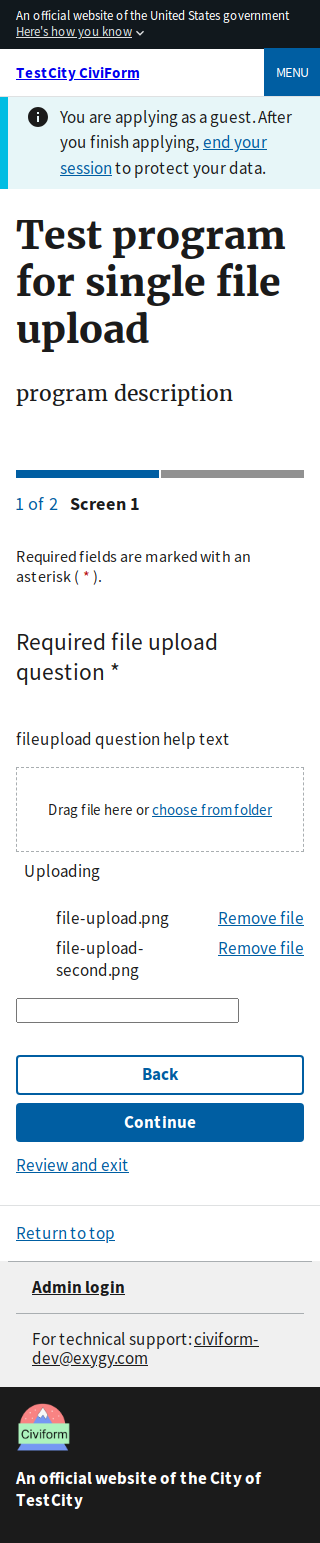 An official website of the United States government
Here's how you know
TestCity CiviForm
MENU
You are applying as a guest. After
you finish applying, end your
session to protect your data.
Test program
for single file
upload
program description
1 of 2 Screen 1
Required fields are marked with an
asterisk ( * ).
Required file upload
question *
fileupload question help text
Drag file here or choose from folder
Uploading
file-upload.png Remove file
file-upload- Remove file
second.png
Back
Continue
Review and exit
Return to top
Admin login
For technical support: civiform-
dev@exygy.com
Civiform
An official website of the City of
TestCity